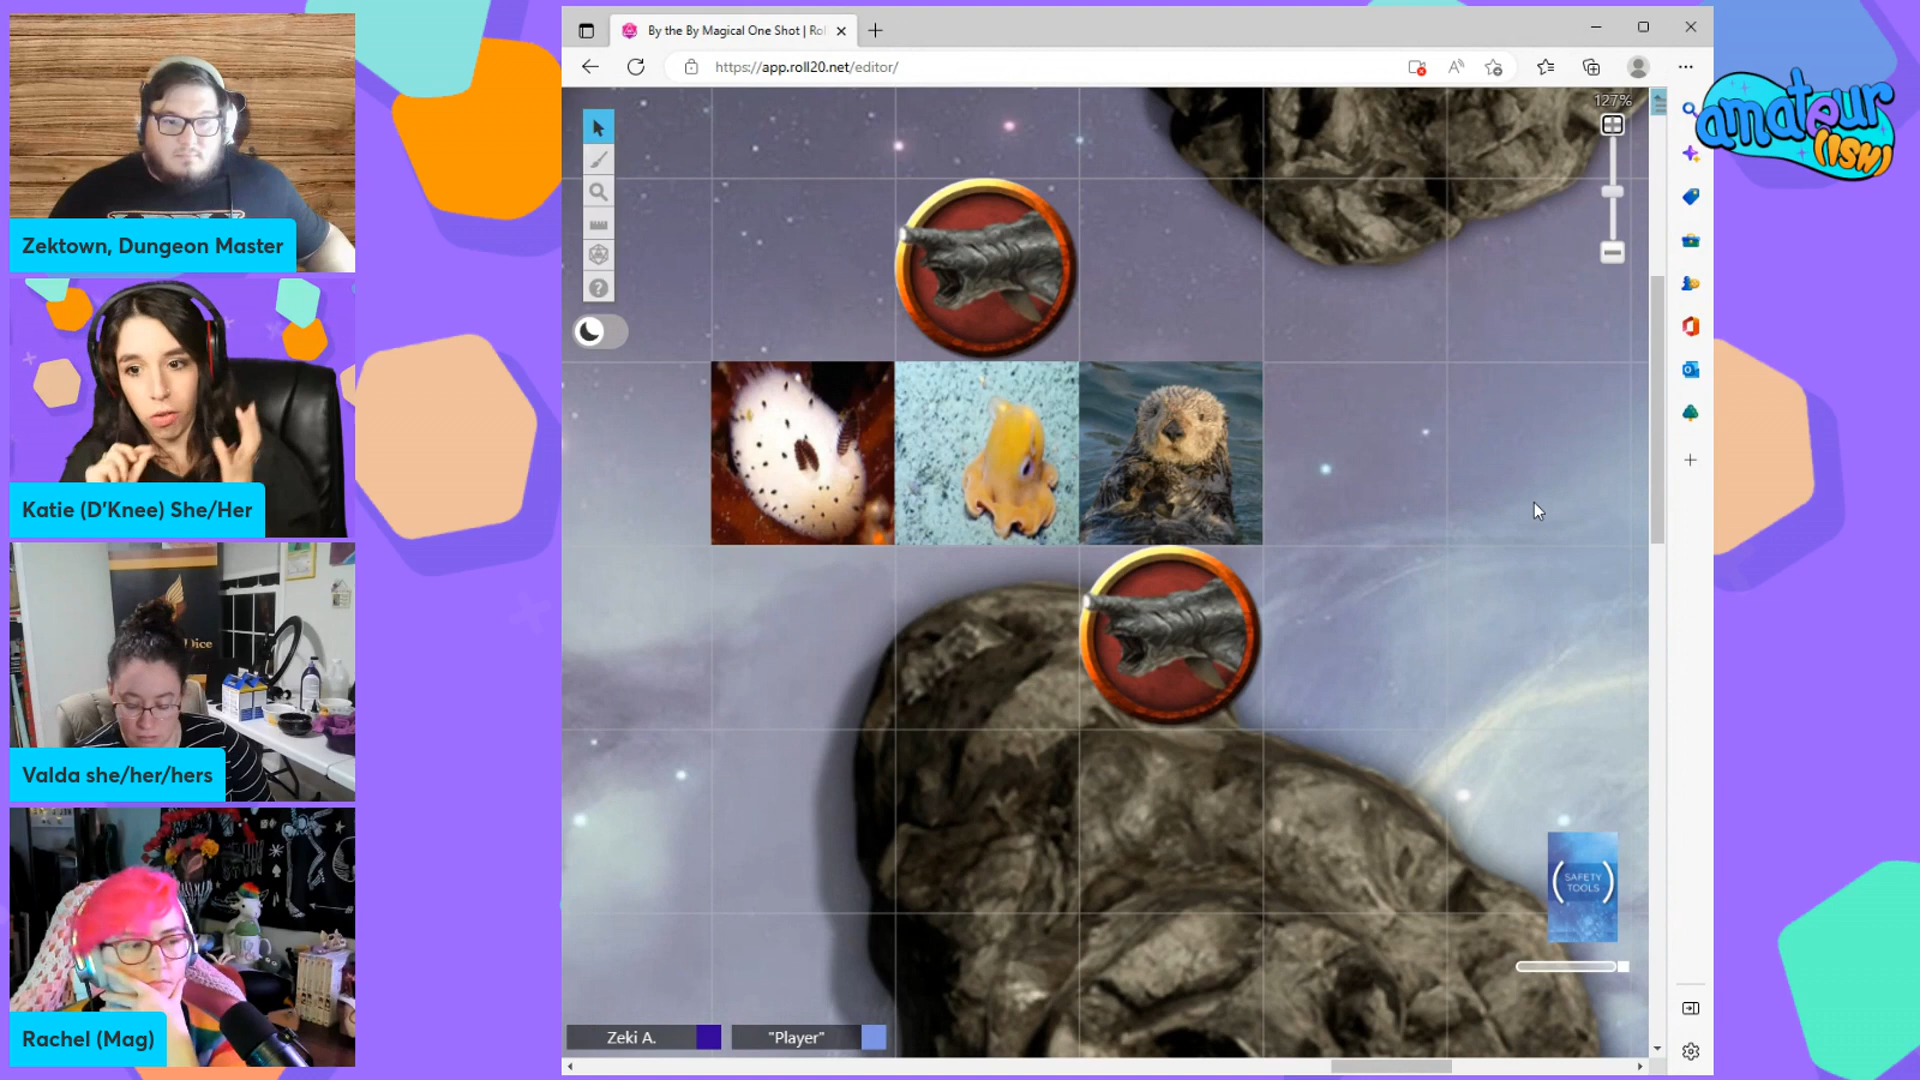 Zektown, Dungeon Master
Katie (D'Knee) She/Her
Dice
Valda she/her/hers
Rachel (Mag)
By the By Magical One Shot | Rol
https://app.roll20.net/editor/
127%
SAFETY
TOOLS
Zeki A.
"Player"
amateur
(ISH)